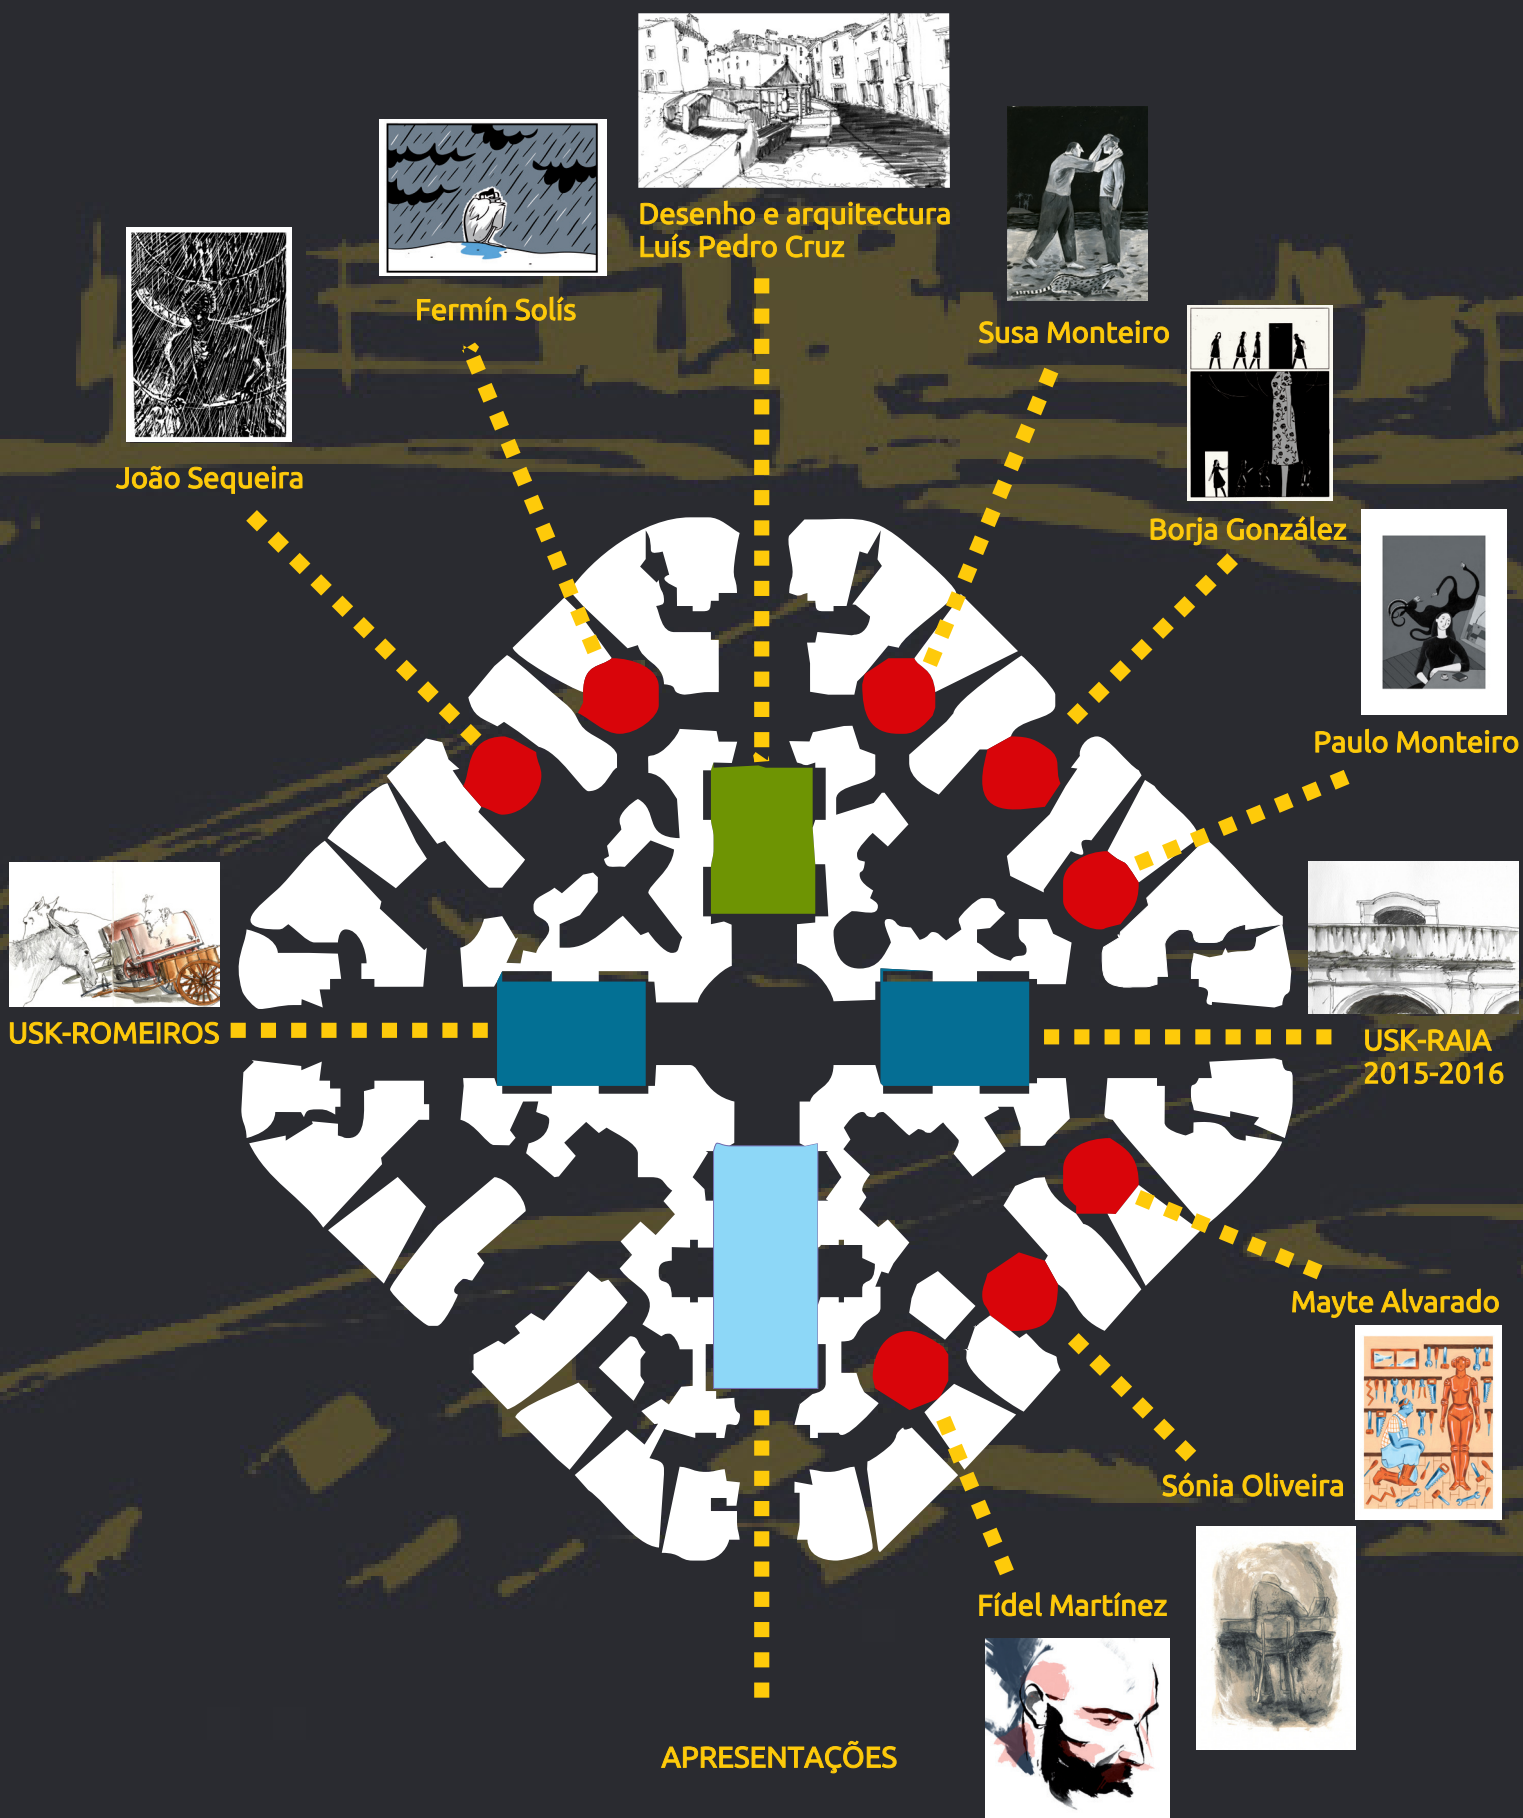 Desenho e arquitectura
Luís Pedro Cruz
Fermín Solís
Susa Monteiro
João Sequeira
Borja González
Paulo Monteiro
USK-ROMEIROS
USK-RAIA
2015-2016
Mayte Alvarado
Sónia Oliveira
Fídel Martínez
APRESENTAÇÕES